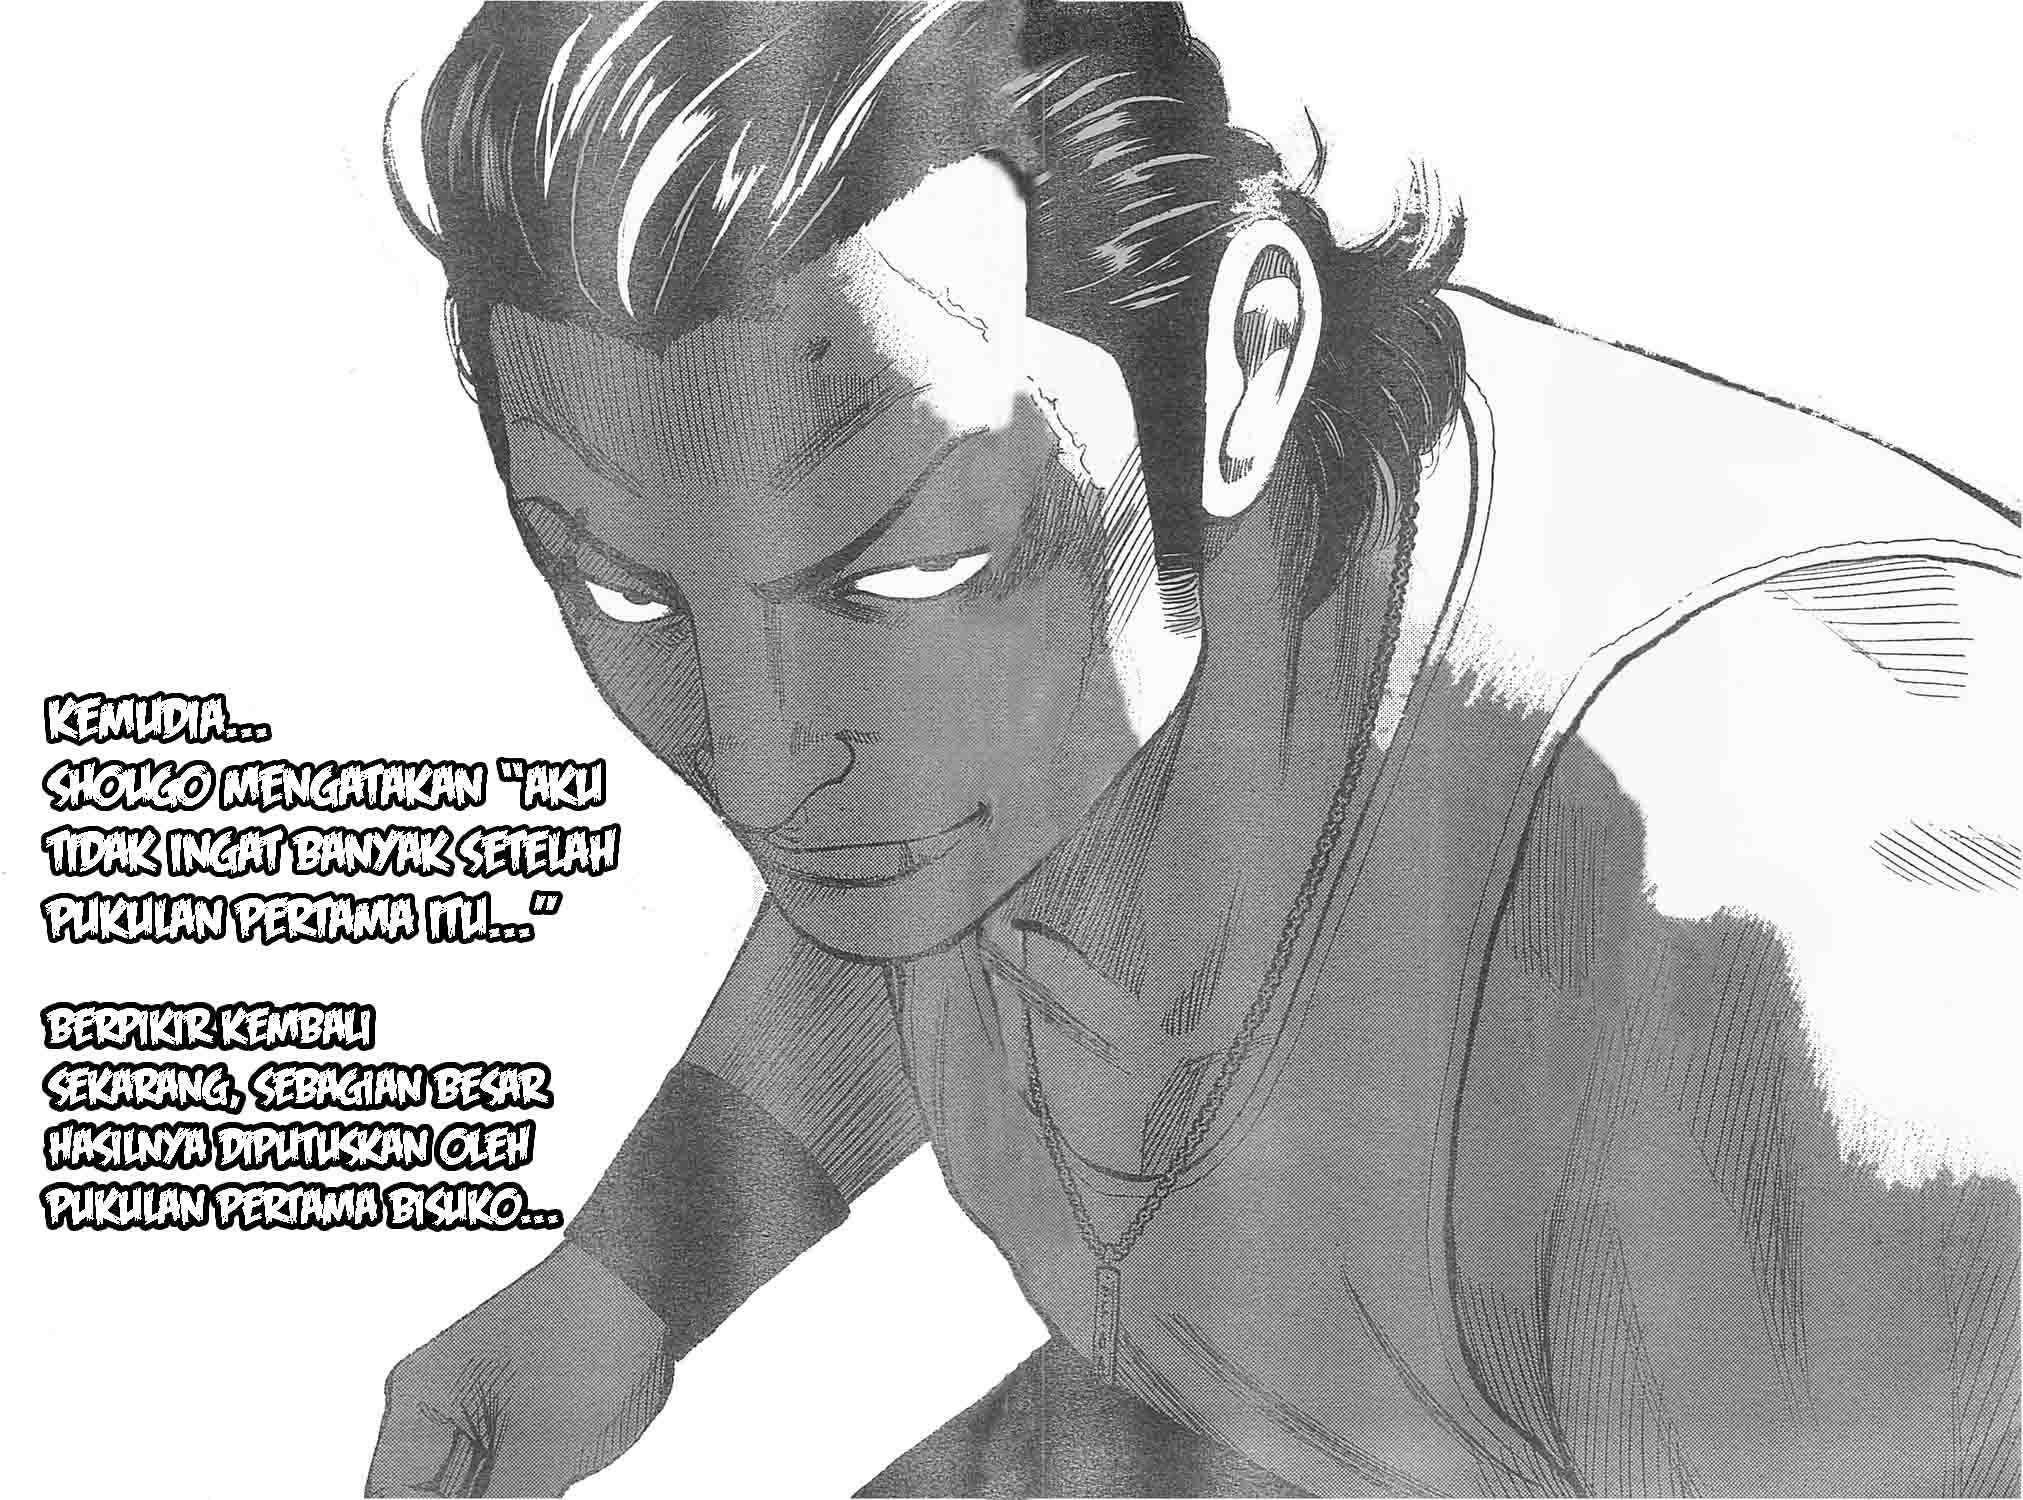 KEMUDIA...
SHOUGO MENGATAKAN "AKU
TIDAK INGAT BANYAK SETELAH
PUKULAN PERTAMA ITU..."
BERPIKIR KEMBALI
SEKARANG, SEBAGIAN BESAR
HASILNYA DIPUTUSKAN OLEH
PUKULAN PERTAMA BISUKO...